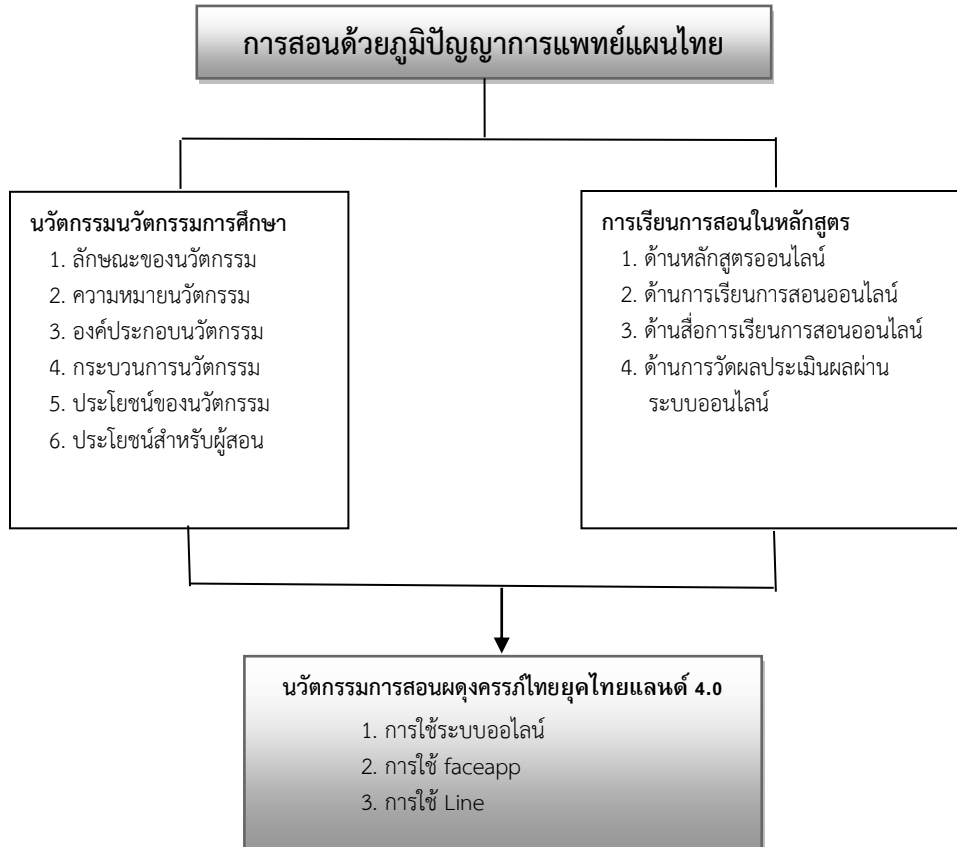 การสอนด้วยภูมิปัญญาการแพทย์แผนไทย
นวัตกรรมนวัตกรรมการศึกษา
1. ลักษณะของนวัตกรรม
2. ความหมายนวัตกรรม
3. องค์ประกอบนวัตกรรม
4. กระบวนการนวัตกรรม
5. ประโยชน์ของนวัตกรรม
6. ประโยชน์สำหรับผู้สอน
การเรียนการสอนในหลักสูตร
1. ด้านหลักสูตรออนไลน์
2. ด้านการเรียนการสอนออนไลน์
3. ด้านสื่อการเรียนการสอนออนไลน์
4. ด้านการวัดผลประเมินผลผ่าน
ระบบออนไลน์
นวัตกรรมการสอนผดุงครรภ์ไทยยุคไทยแลนด์ 4.0
1. การใช้ระบบออไลน์
2. การใช้ faceapp
3. การใช้ Line